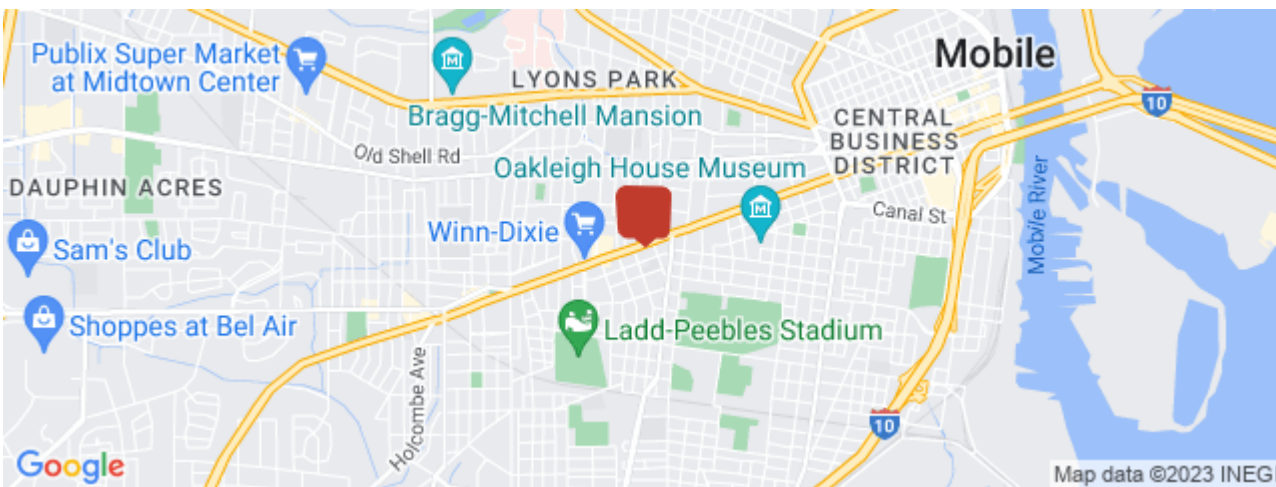 Publix Super Market
at Midtown Center
LYONS PARK
Mobile
10
Bragg-Mitchell Mansion
CENTRAL
BUSINESS
DISTRICT
Old Shell Rd
Oakleigh House Museum
DAUPHIN ACRES
Winn-Dixie
Canal St
Mobile River
Sam's Club
Shoppes at Bel Air
Ladd-Peebles Stadium
Holcombe Ave
10
Google
Map data ©2023 INEGI